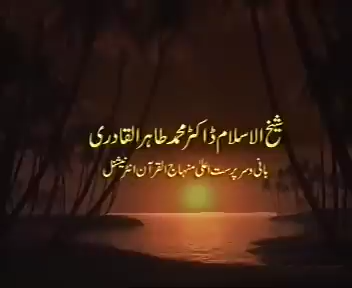 شیخ الاسلام ڈاکٹر محمد طاہر القادری
بانی و سرپرست اعلیٰ منہاج القرآن انٹرنیشنل